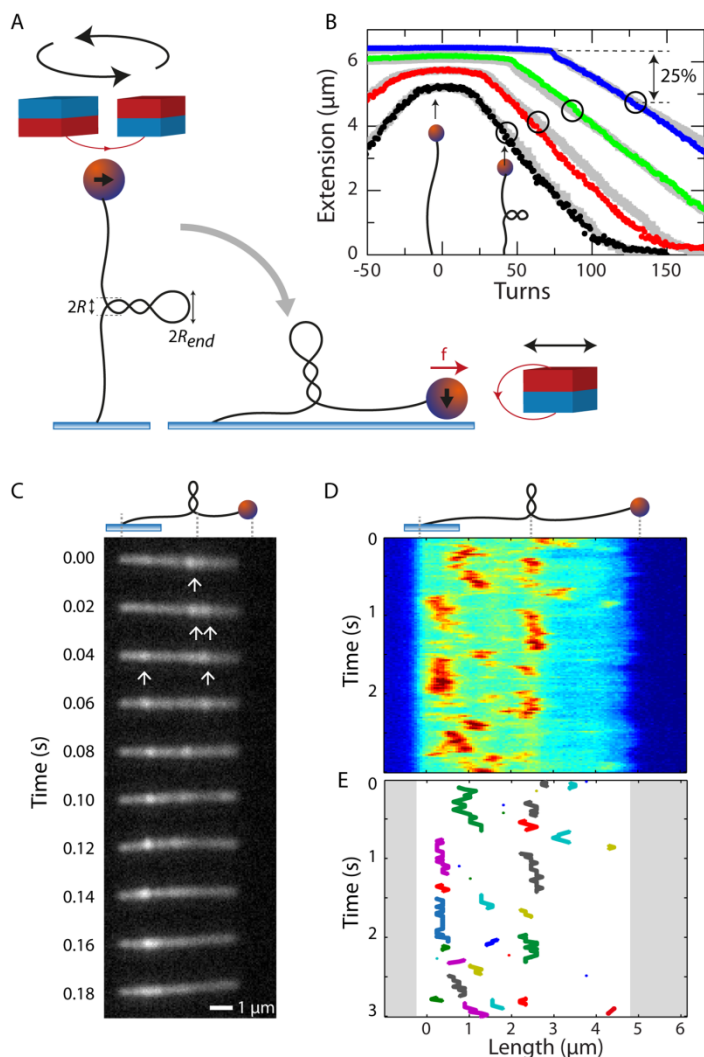 A
2R
2R_end
f
B
Extension (μm)
6
4
2
0
25%
-50
0
50
100
150
Turns
C
Time (s)
0.00
0.02
0.04
0.06
0.08
0.10
0.12
0.14
0.16
0.18
1 μm
D
Time (s)
0
1
2
E
Time (s)
0
1
2
3
0
1
2
3
4
5
6
Length (μm)